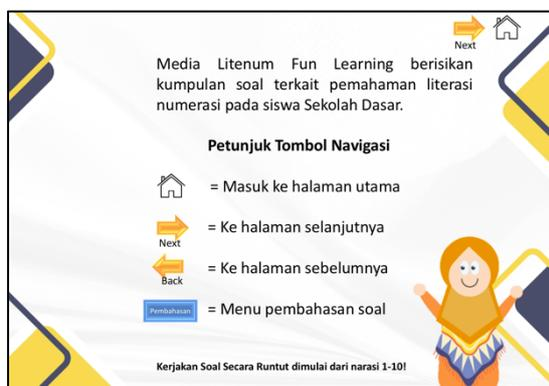 Next
Media Litenum Fun Learning berisikan
kumpulan soal terkait pemahaman literasi
numerasi pada siswa Sekolah Dasar.
Petunjuk Tombol Navigasi
= Masuk ke halaman utama
Next = Ke halaman selanjutnya
Back = Ke halaman sebelumnya
Pembahasan = Menu pembahasan soal
Kerjakan Soal Secara Runtut dimulai dari narasi 1-10!